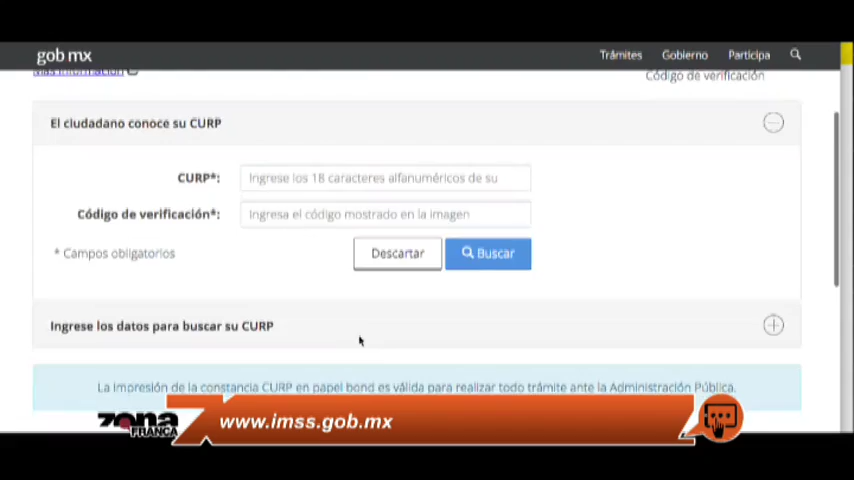 gob mx
Trámites Gobierno Participa
Más información
Código de verificación
El ciudadano conoce su CURP
CURP*: Ingrese los 18 caracteres alfanuméricos de su
Código de verificación*: Ingresa el código mostrado en la imagen
* Campos obligatorios Descartar Buscar
Ingrese los datos para buscar su CURP
La impresión de la constancia CURP en papel bond es válida para realizar todo trámite ante la Administración Pública.
zona FRANCA www.imss.gob.mx